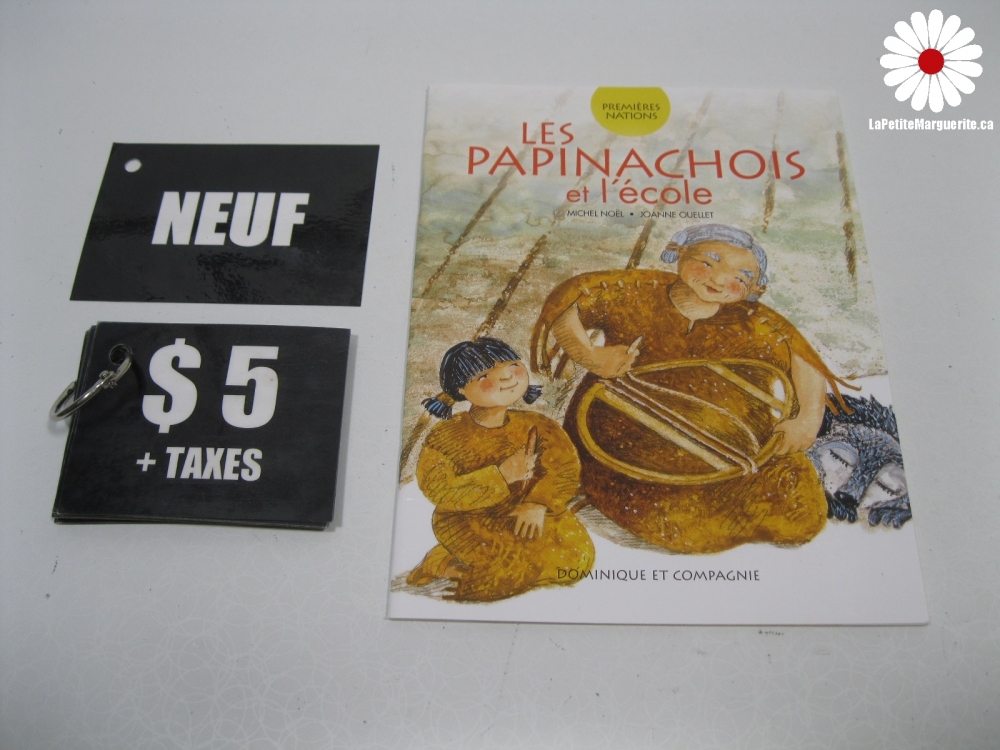 LaPetiteMarguerite.ca
NEUF
$ 5
+ TAXES
PREMIÈRES
NATIONS
LES
PAPINACHOIS
et l'école
MICHEL NOËL • JOANNE OUELLET
DOMINIQUE ET COMPAGNIE